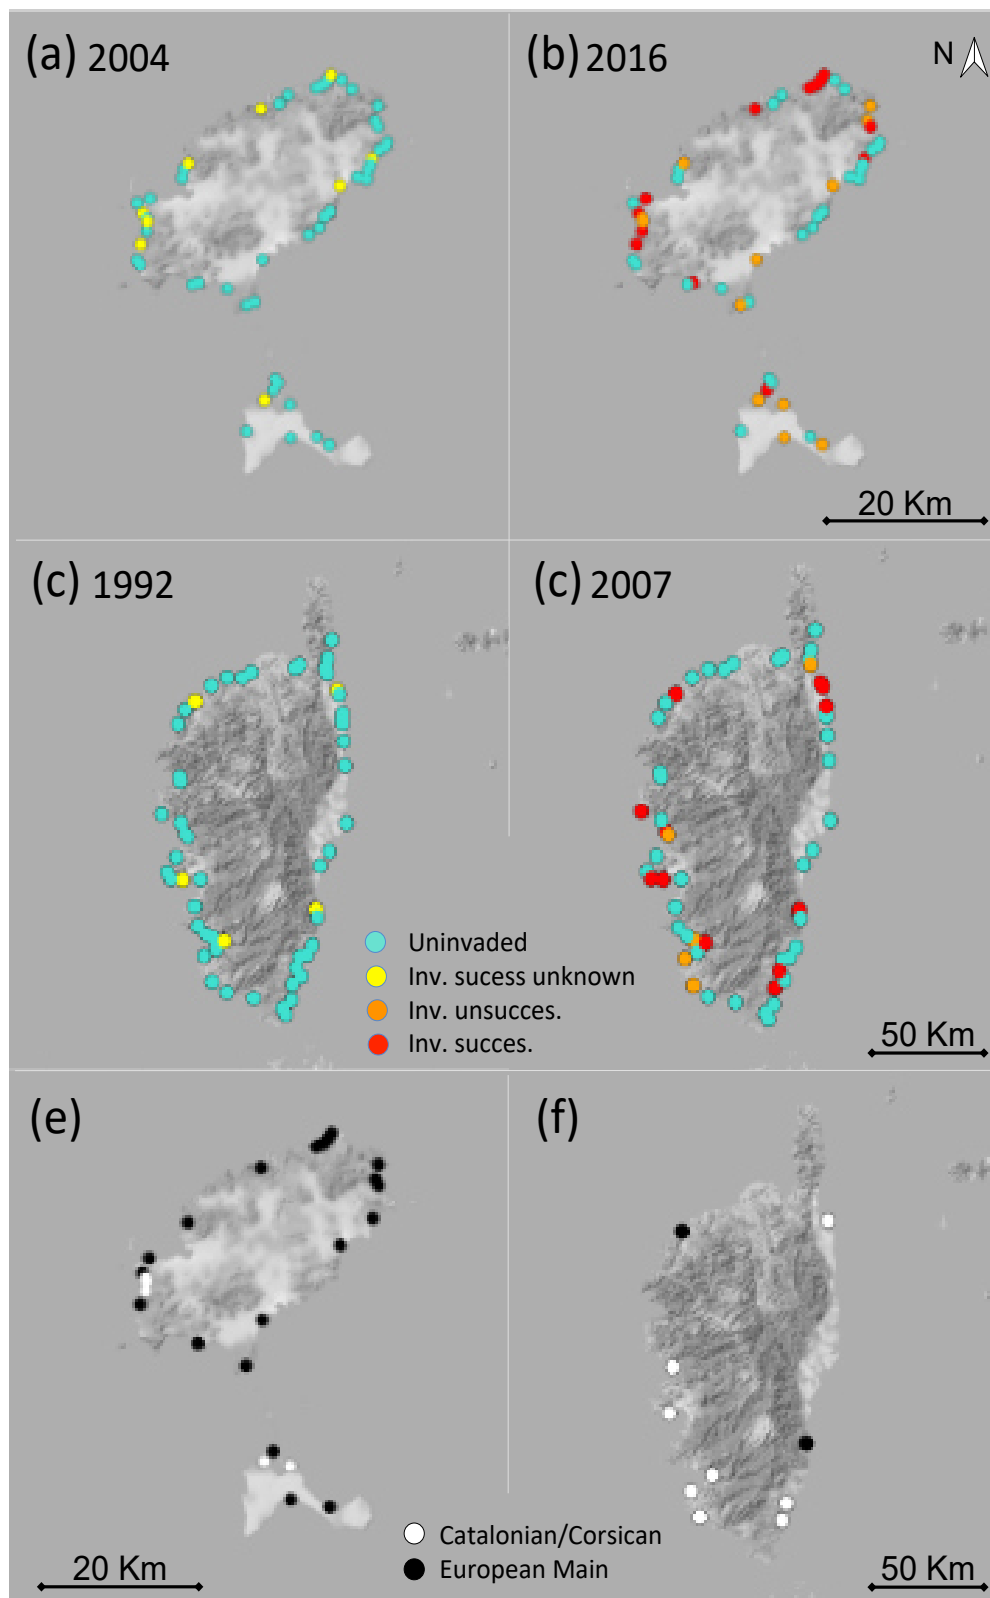 (a) 2004
(b) 2016
N
20 Km
(c) 1992
(c) 2007
Uninvaded
Inv. sucess unknown
Inv. unsucces.
Inv. succes.
50 Km
(e)
(f)
Catalonian/Corsican
European Main
20 Km
50 Km